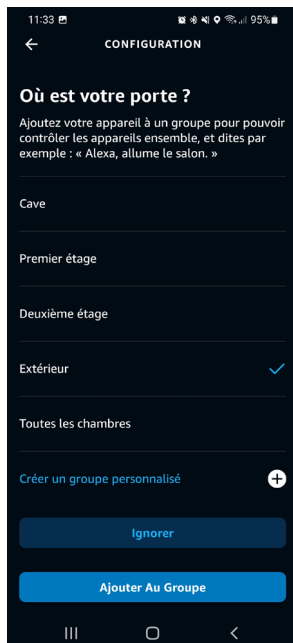 11:33 95%
CONFIGURATION
Où est votre porte ?
Ajoutez votre appareil à un groupe pour pouvoir
contrôler les appareils ensemble, et dites par
exemple : « Alexa, allume le salon. »
Cave
Premier étage
Deuxième étage
Extérieur
Toutes les chambres
Créer un groupe personnalisé
Ignorer
Ajouter Au Groupe